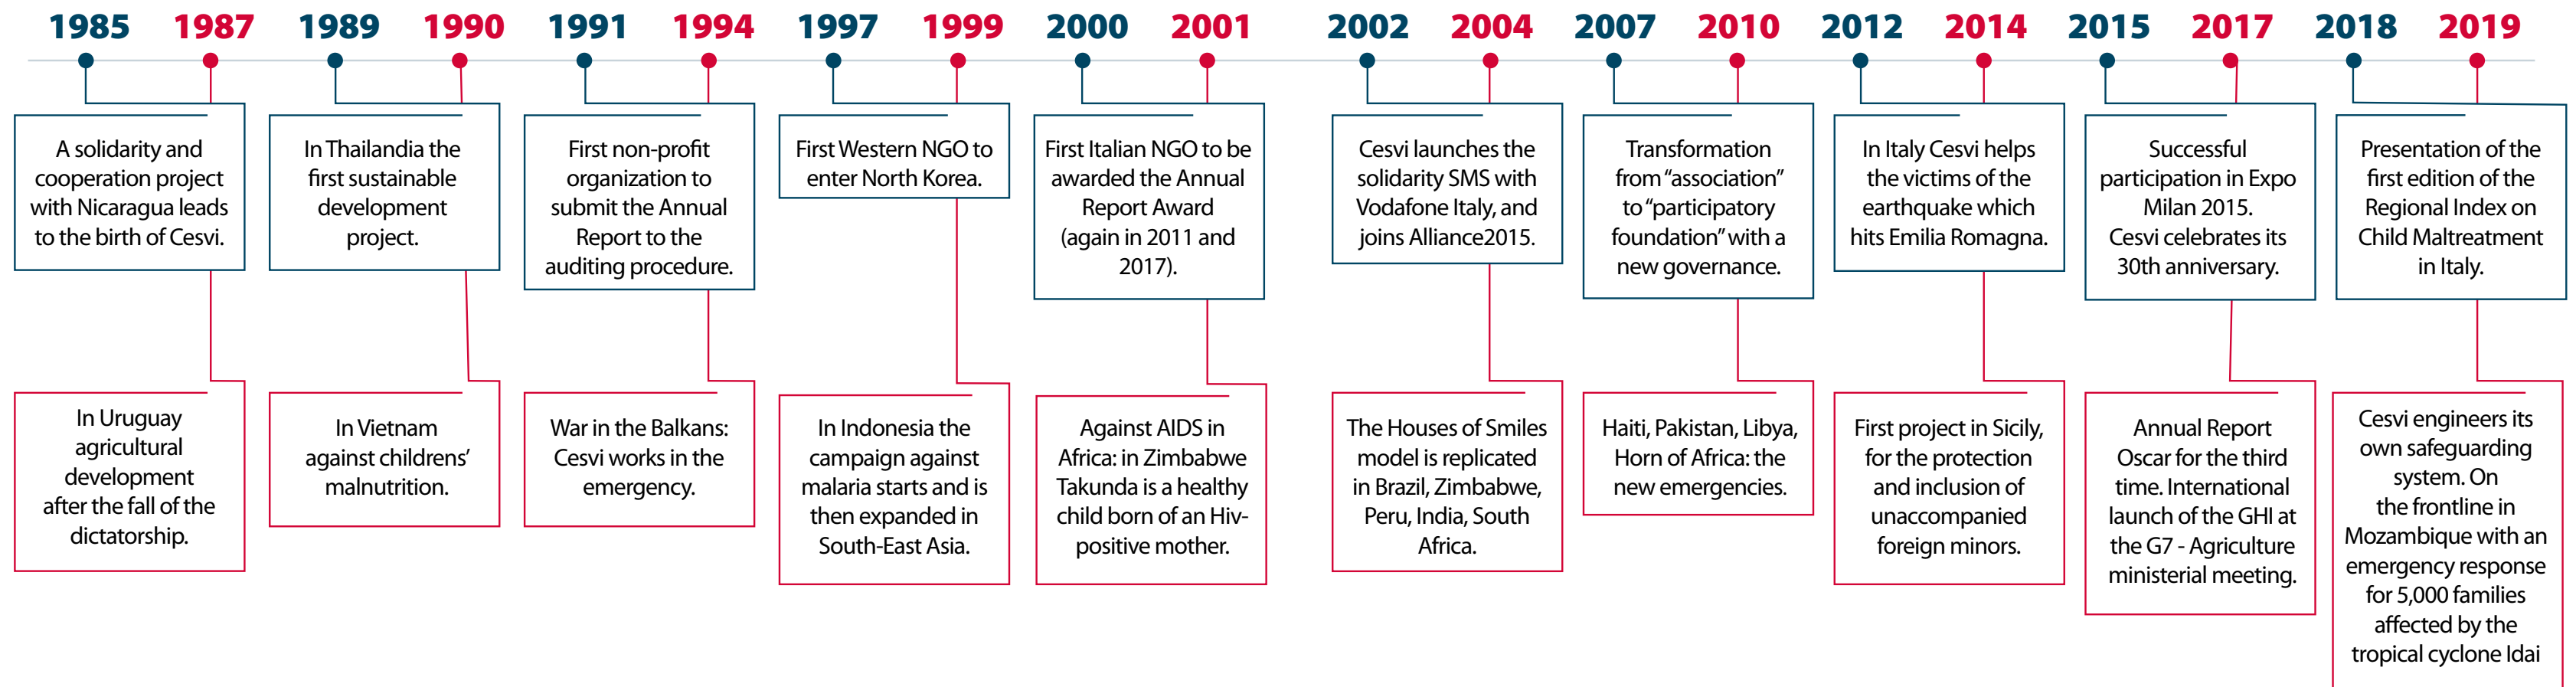 1985 1987 1989 1990 1991 1994 1997 1999 2000 2001 2002 2004 2007 2010 2012 2014 2015 2017 2018 2019
A solidarity and
cooperation project
with Nicaragua leads
to the birth of Cesvi.
In Thailandia the
first sustainable
development
project.
First non-profit
organization to
submit the Annual
Report to the
auditing procedure.
First Western NGO to
enter North Korea.
First Italian NGO to be
awarded the Annual
Report Award
(again in 2011 and
2017).
Cesvi launches the
solidarity SMS with
Vodafone Italy, and
joins Alliance2015.
Transformation
from “association”
to “participatory
foundation” with a
new governance.
In Italy Cesvi helps
the victims of the
earthquake which
hits Emilia Romagna.
Successful
participation in Expo
Milan 2015.
Cesvi celebrates its
30th anniversary.
Presentation of the
first edition of the
Regional Index on
Child Maltreatment
in Italy.
In Uruguay
agricultural
development
after the fall of the
dictatorship.
In Vietnam
against childrens’
malnutrition.
War in the Balkans:
Cesvi works in the
emergency.
In Indonesia the
campaign against
malaria starts and is
then expanded in
South-East Asia.
Against AIDS in
Africa: in Zimbabwe
Takunda is a healthy
child born of an Hiv-
positive mother.
The Houses of Smiles
model is replicated
in Brazil, Zimbabwe,
Peru, India, South
Africa.
Haiti, Pakistan, Libya,
Horn of Africa: the
new emergencies.
First project in Sicily,
for the protection
and inclusion of
unaccompanied
foreign minors.
Annual Report
Oscar for the third
time. International
launch of the GHI at
the G7 - Agriculture
ministerial meeting.
Cesvi engineers its
own safeguarding
system. On
the frontline in
Mozambique with an
emergency response
for 5,000 families
affected by the
tropical cyclone Idai